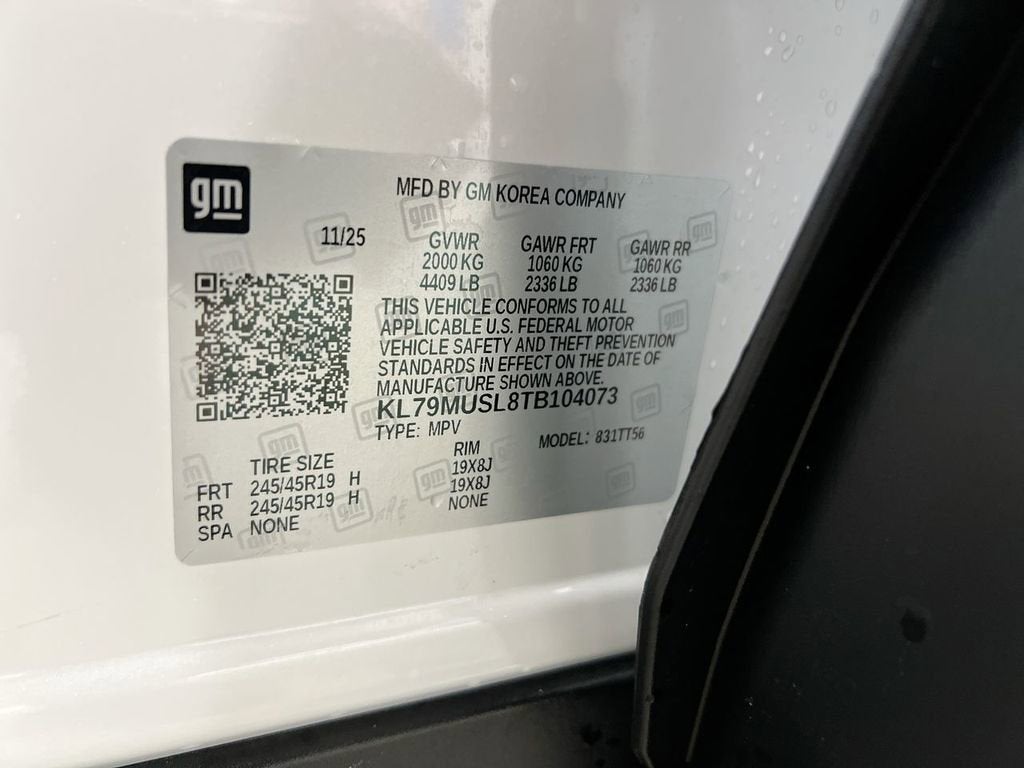 gm
MFD BY GM KOREA COMPANY
11/25
GVWR GAWR FRT GAWR RR
2000 KG 1060 KG 1060 KG
4409 LB 2336 LB 2336 LB
THIS VEHICLE CONFORMS TO ALL
APPLICABLE U.S. FEDERAL MOTOR
VEHICLE SAFETY AND THEFT PREVENTION
STANDARDS IN EFFECT ON THE DATE OF
MANUFACTURE SHOWN ABOVE.
KL79MUSL8TB104073
TYPE: MPV MODEL: 831TT56
TIRE SIZE RIM
FRT 245/45R19 H 19X8J
RR 245/45R19 H 19X8J
SPA NONE NONE